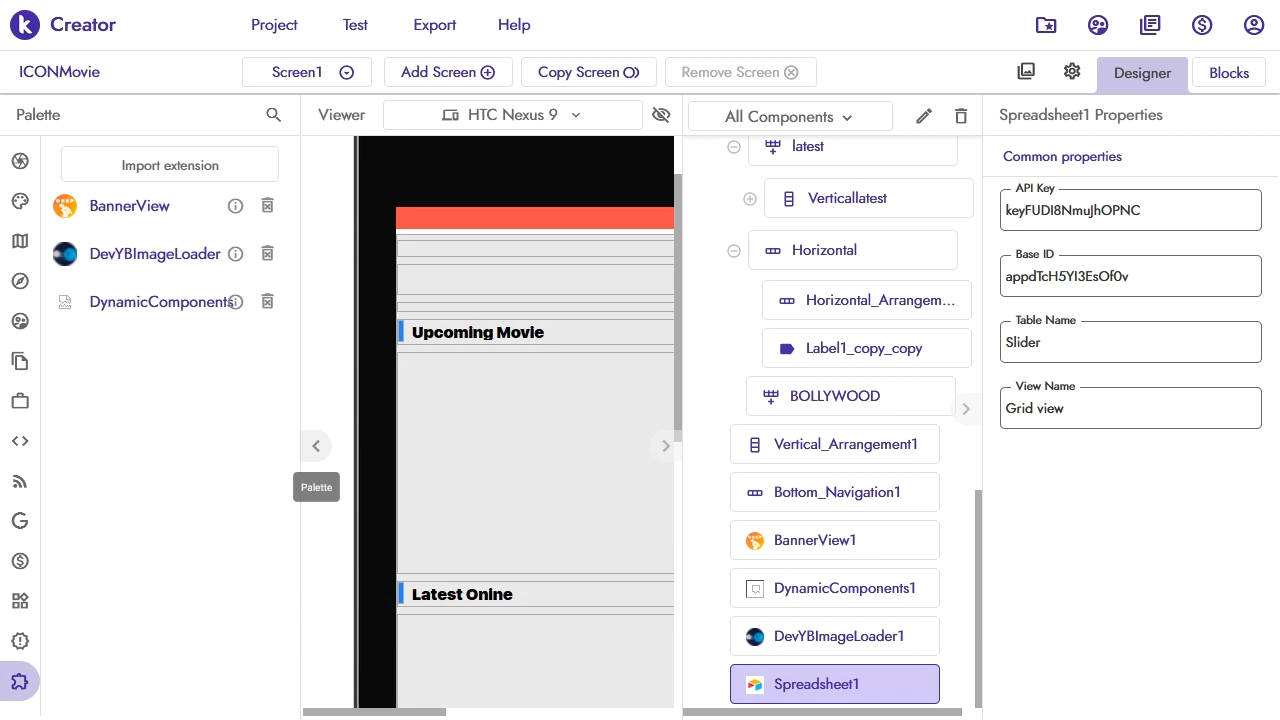 Creator
Project
Test
Export
Help
ICONMovie
Screen1
Add Screen
Copy Screen
Remove Screen
Designer
Blocks
Palette
Viewer
HTC Nexus 9
All Components
Spreadsheet1 Properties
Import extension
BannerView
DevYBImageLoader
DynamicComponents
Palette
Upcoming Movie
Latest Onine
latest
Verticallatest
Horizontal
Horizontal_Arrangem...
Label1_copy_copy
BOLLYWOOD
Vertical_Arrangement1
Bottom_Navigation1
BannerView1
DynamicComponents1
DevYBImageLoader1
Spreadsheet1
Common properties
API Key
keyFUDI8NmuJhOPNC
Base ID
appdTcH5YI3EsOf0v
Table Name
Slider
View Name
Grid view